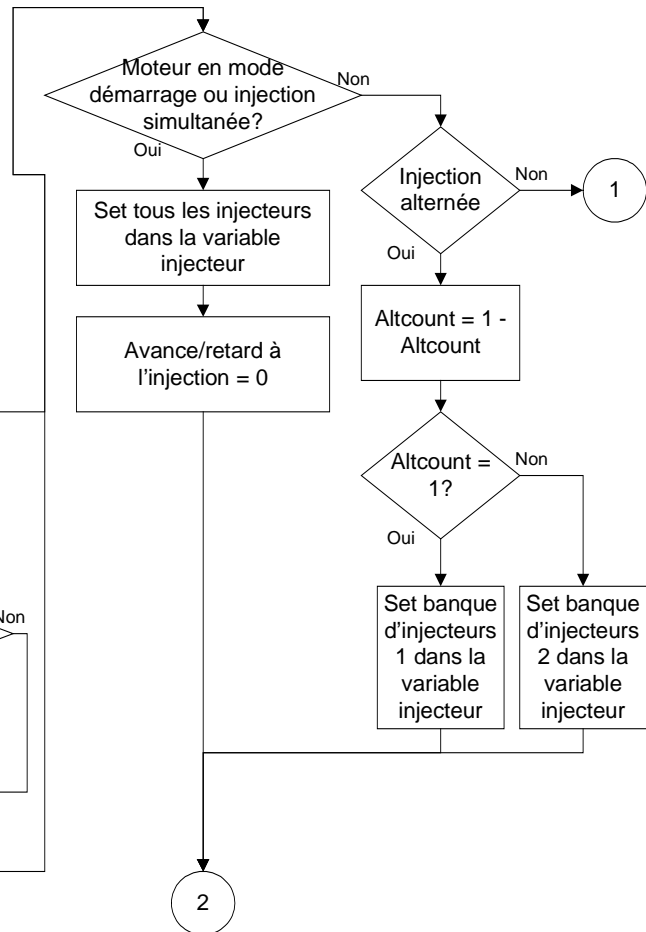 Moteur en mode
démarrage ou injection
simultanée?
Non
Oui
Injection
alternée
Non
1
Oui
Set tous les injecteurs
dans la variable
injecteur
Altcount = 1 -
Altcount
Avance/retard à
l'injection = 0
Altcount =
1?
Non
Oui
Set banque
d'injecteurs
1 dans la
variable
injecteur
Set banque
d'injecteurs
2 dans la
variable
injecteur
Non
2